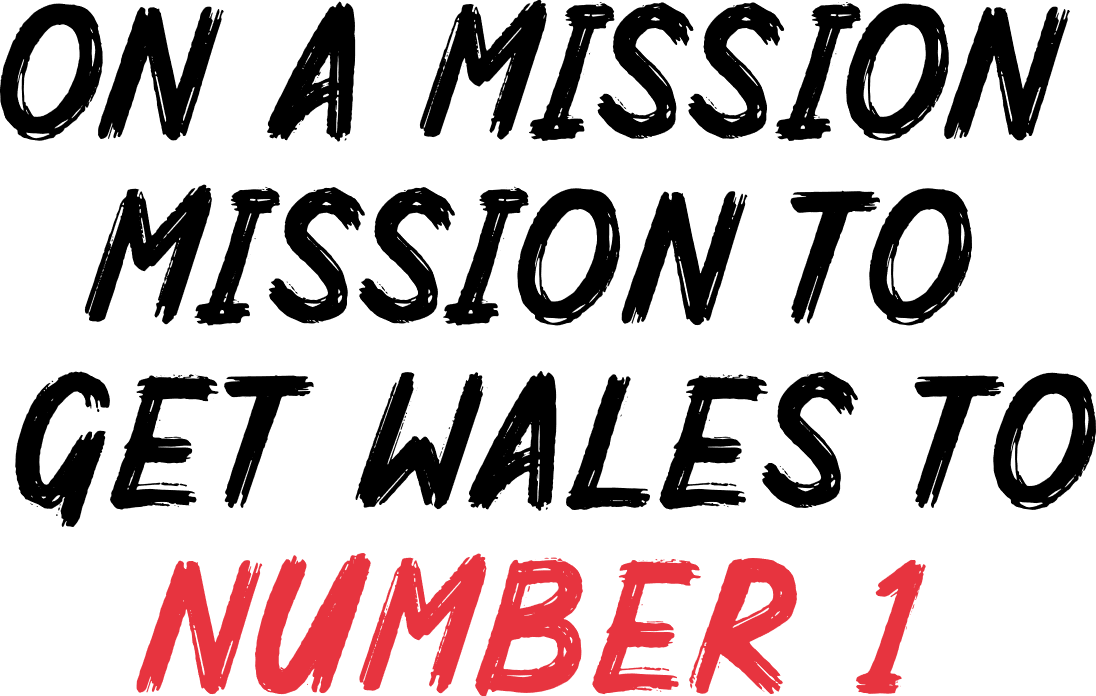 ON A MISSION
MISSION TO
GET WALES TO
NUMBER 1